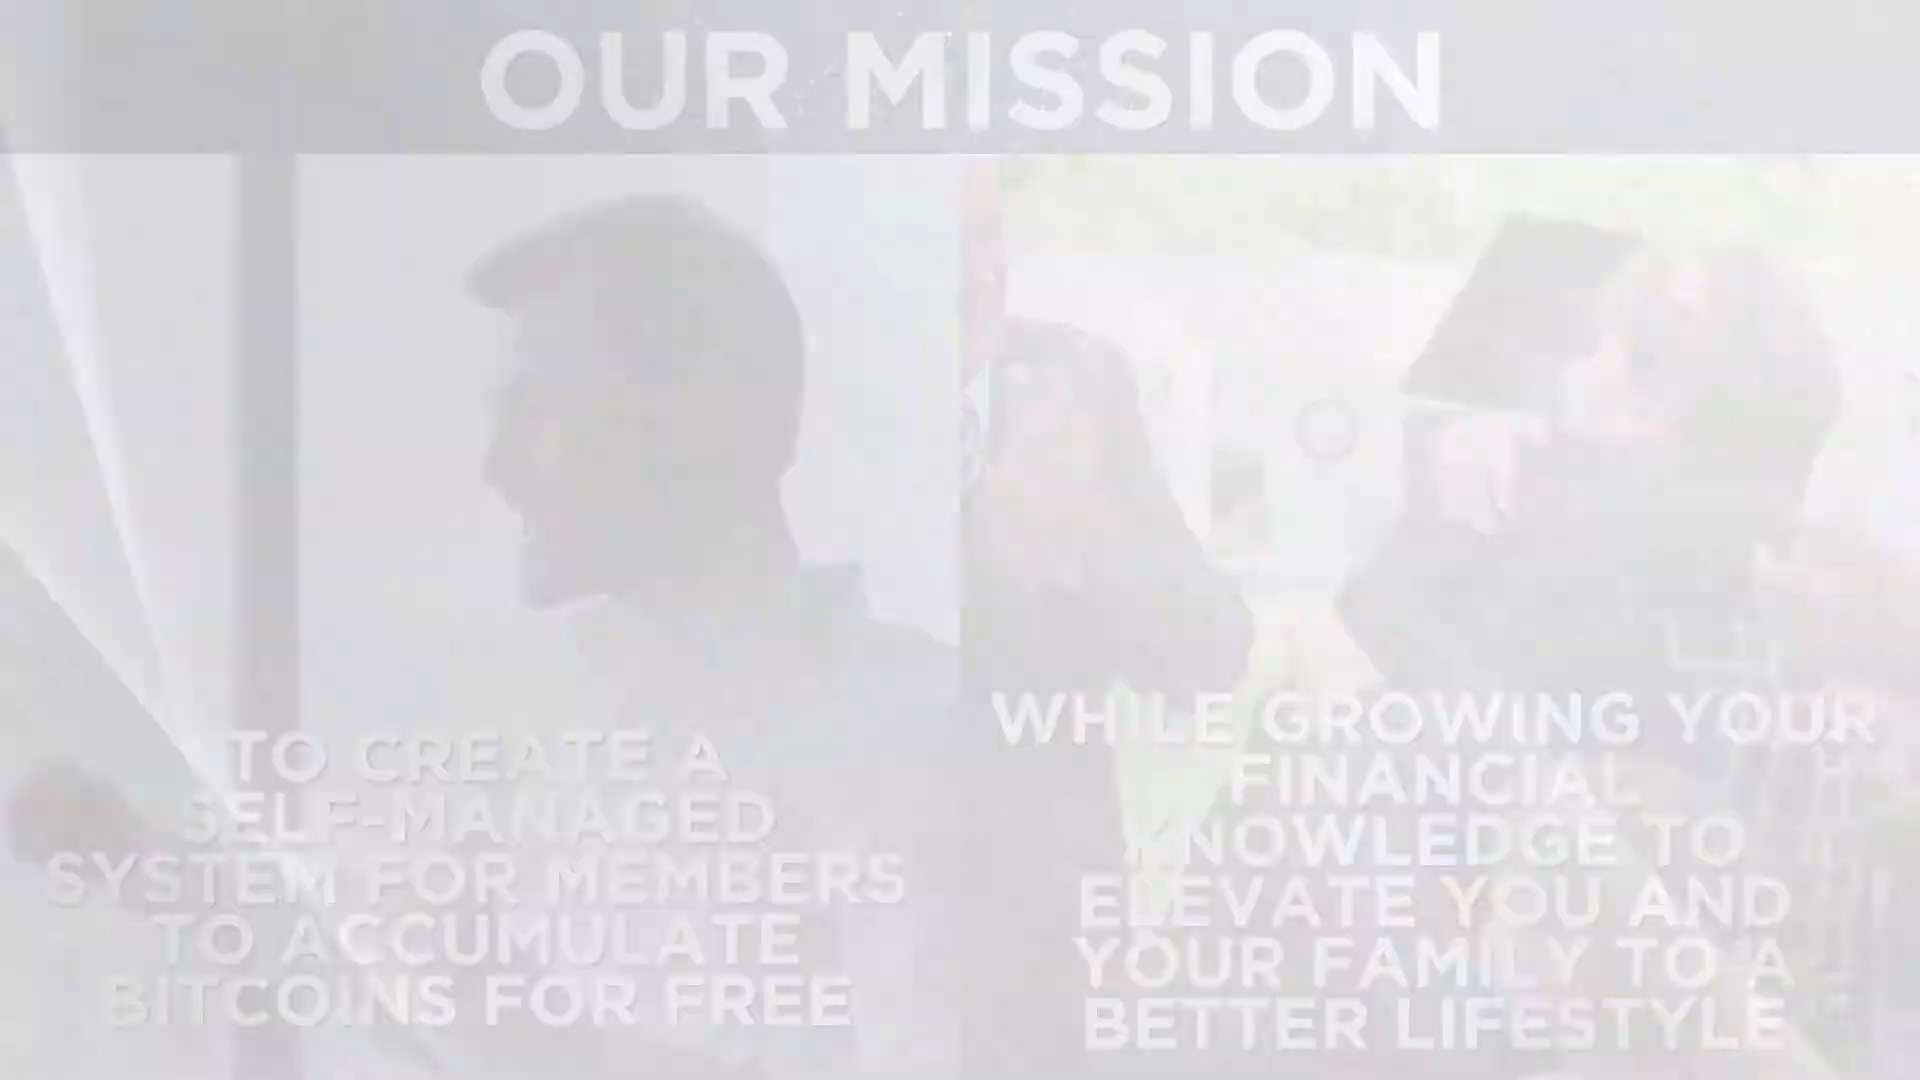 OUR MISSION
TO CREATE A
SELF-MANAGED
SYSTEM FOR MEMBERS
TO ACCUMULATE
BITCOINS FOR FREE
WHILE GROWING YOUR
FINANCIAL
KNOWLEDGE TO
ELEVATE YOU AND
YOUR FAMILY TO A
BETTER LIFESTYLE